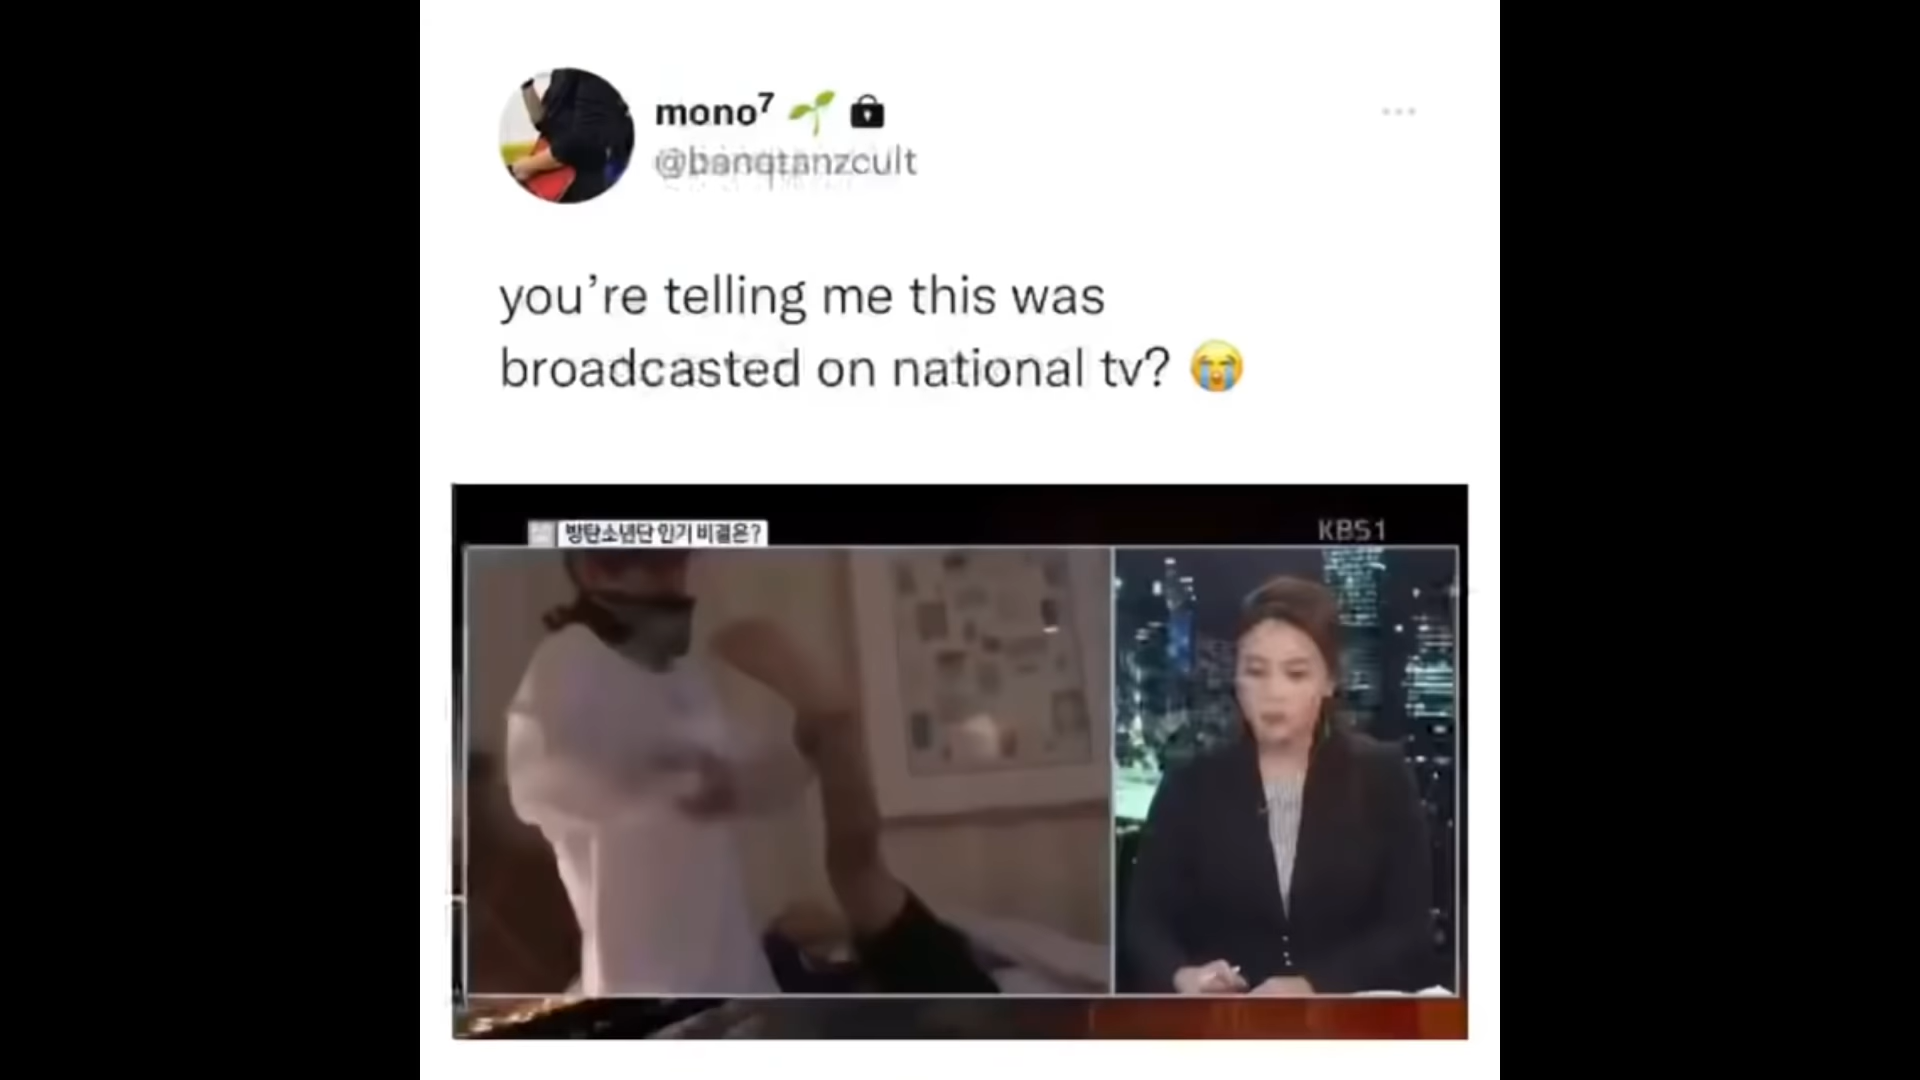 mono⁷ 🌱 🔒
@banqtanzcult
you’re telling me this was
broadcasted on national tv? 😭
방탄소년단 인기 비결은?
KBS1